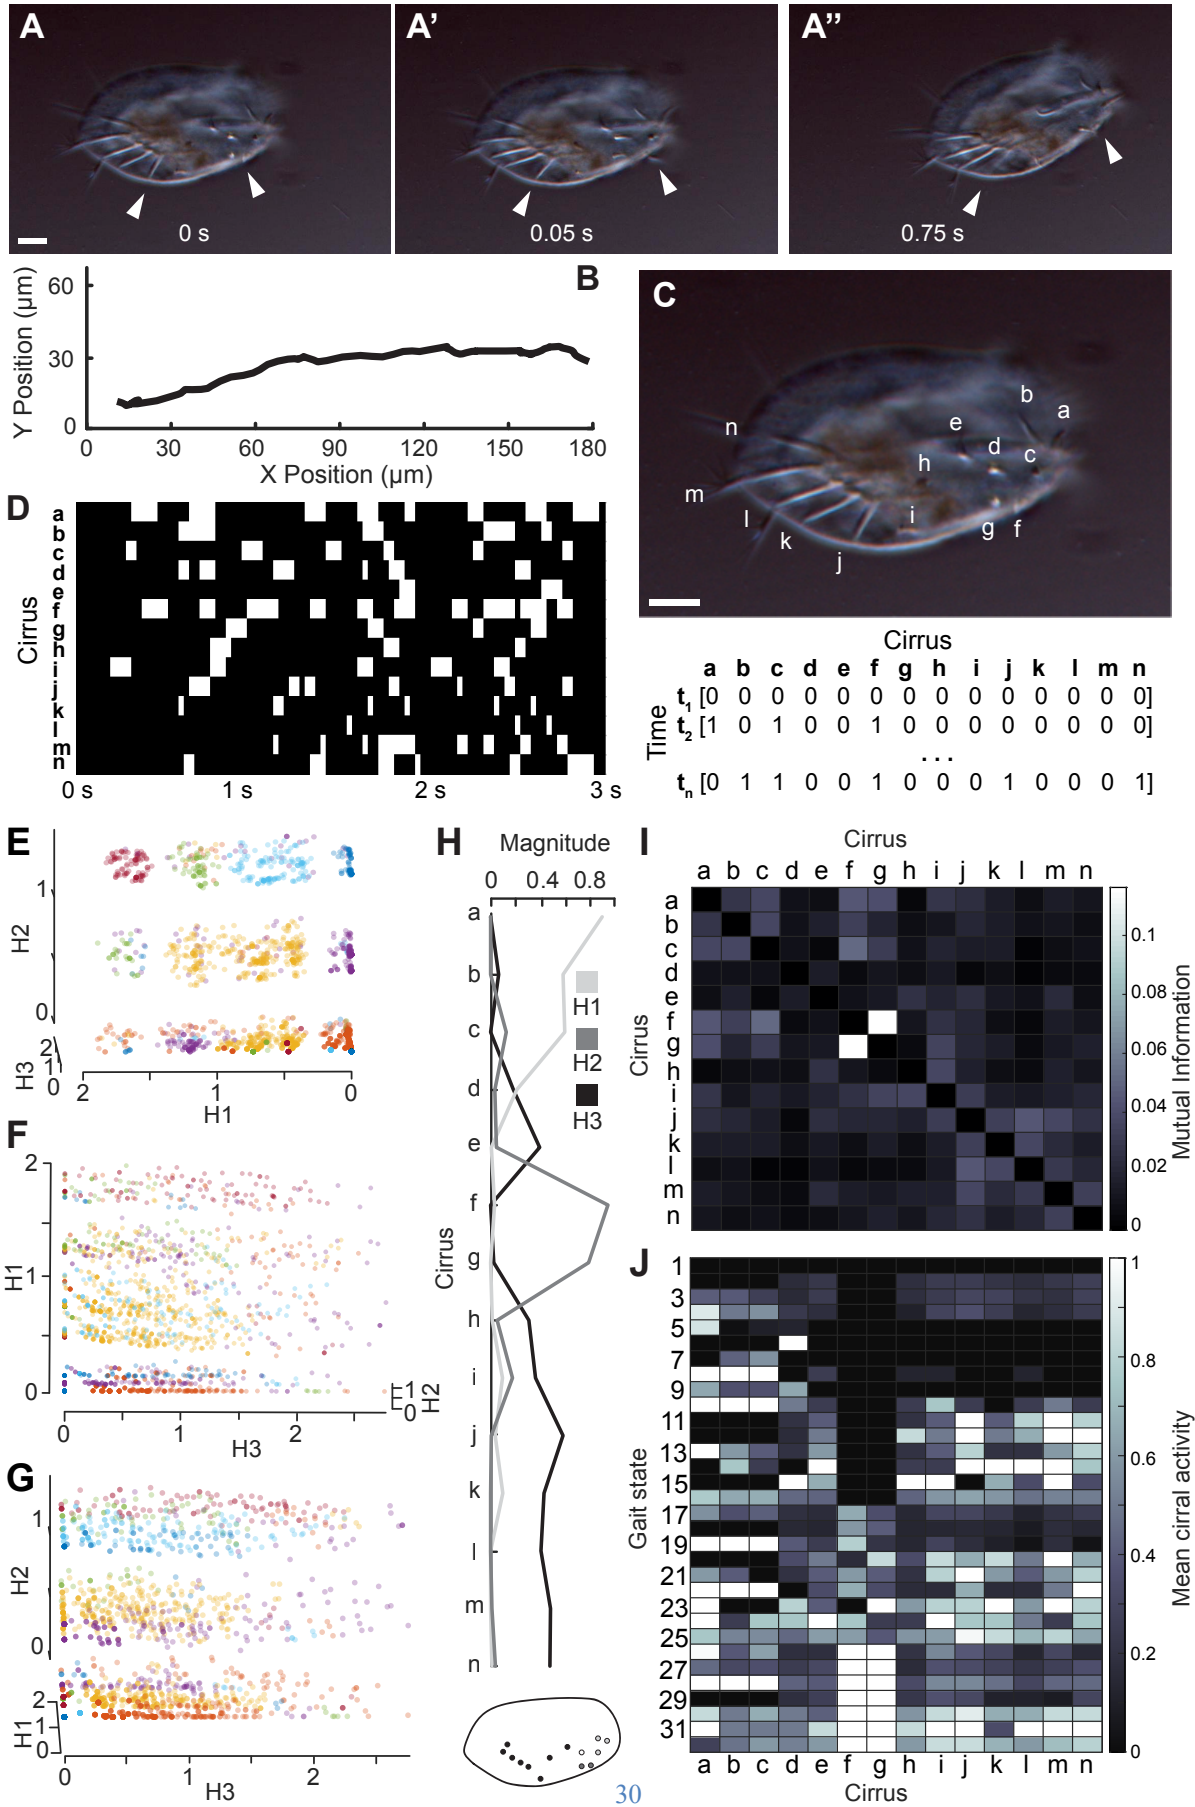 A
A'
A''
0 s
0.05 s
0.75 s
B
Y Position (µm)
60
30
0
0 30 60 90 120 150 180
X Position (µm)
C
a
b
c
d
e
f
g
h
i
j
k
l
m
n
D
Cirrus
a
b
c
d
e
f
g
h
i
j
k
l
m
n
0 s 1 s 2 s 3 s
Cirrus
a b c d e f g h i j k l m n
Time
t1 [0 0 0 0 0 0 0 0 0 0 0 0 0 0]
t2 [1 0 1 0 0 1 0 0 0 0 0 0 0 0]
. . .
tn [0 1 1 0 0 1 0 0 0 1 0 0 0 1]
E
H2
1
0
H3
2
1
0
2 1 0
H1
F
H1
2
1
0
0 1 2
H3
1
0
H2
G
H2
1
0
H1
2
1
0
0 1 2
H3
H
Magnitude
0 0.4 0.8
Cirrus
a
b
c
d
e
f
g
h
i
j
k
l
m
n
H1
H2
H3
I
Cirrus
a b c d e f g h i j k l m n
Cirrus
a
b
c
d
e
f
g
h
i
j
k
l
m
n
0.1
0.08
0.06
0.04
0.02
0
Mutual Information
J
Gait state
1
3
5
7
9
11
13
15
17
19
21
23
25
27
29
31
a b c d e f g h i j k l m n
Cirrus
1
0.8
0.6
0.4
0.2
0
Mean cirral activity
30